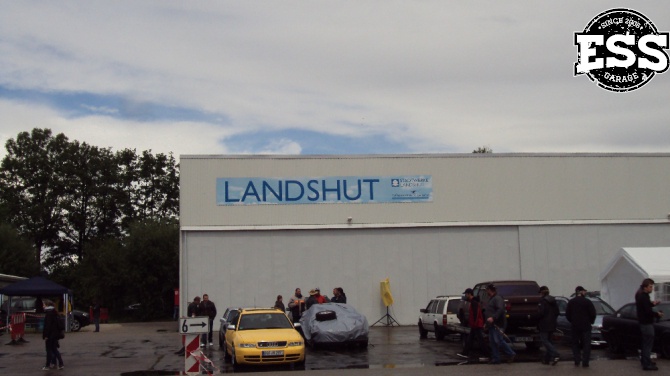 SINCE 2008
ESS
GARAGE
LANDSHUT
6